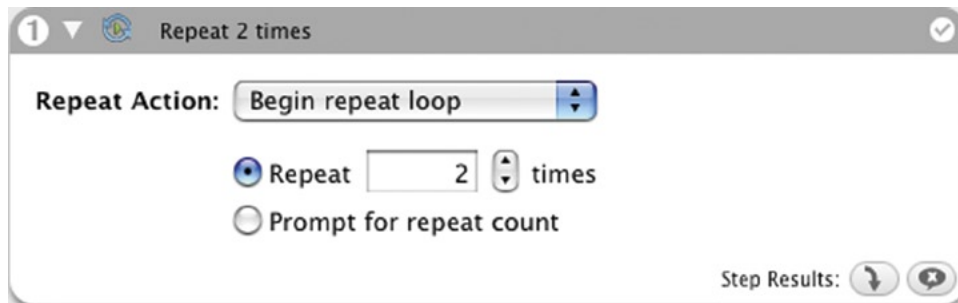 1 Repeat 2 times
Repeat Action: Begin repeat loop
Repeat 2 times
Prompt for repeat count
Step Results: